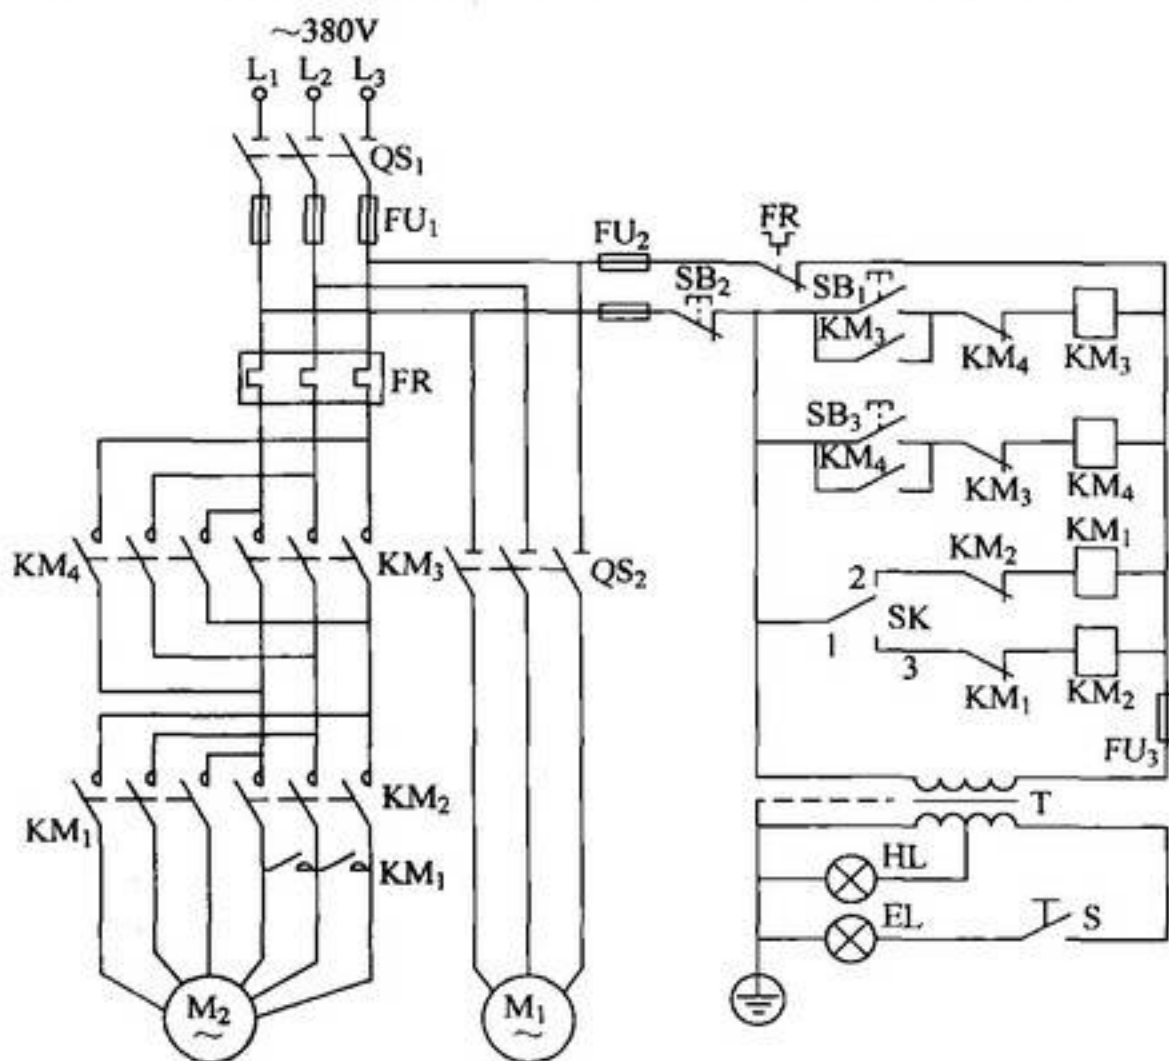 ~380V
L₁ L₂ L₃
QS₁
FU₁
FU₂
FR
SB₂
SB₁
KM₃
KM₄
KM₃
FR
SB₃
KM₄
KM₃
KM₄
KM₄
KM₃
QS₂
KM₂
KM₁
2
SK
1
3
KM₁
KM₂
FU₃
KM₂
KM₁
T
KM₁
HL
EL
S
M₂
~
M₁
~